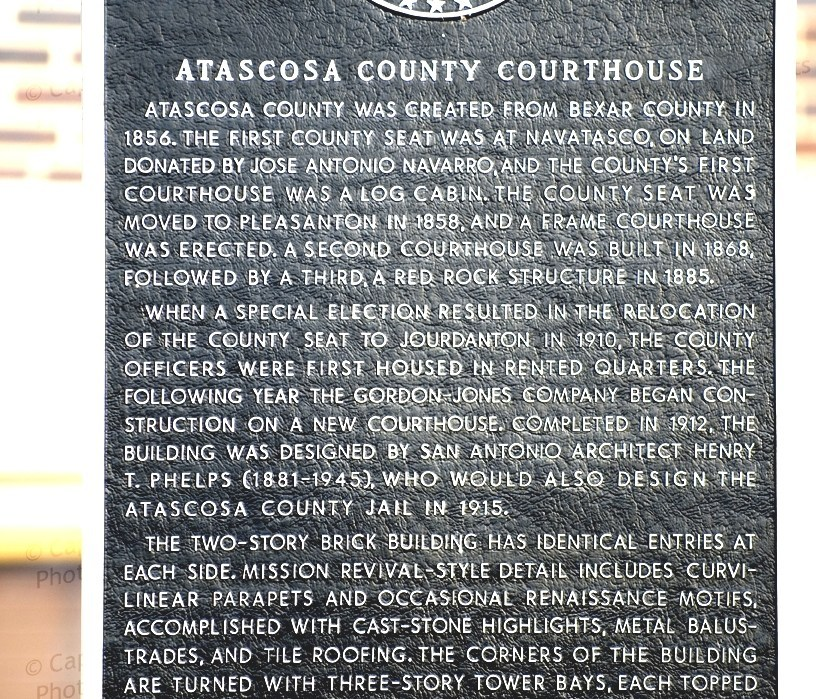 ATASCOSA COUNTY COURTHOUSE
ATASCOSA COUNTY WAS CREATED FROM BEXAR COUNTY IN
1856. THE FIRST COUNTY SEAT WAS AT NAVATASCO, ON LAND
DONATED BY JOSE ANTONIO NAVARRO, AND THE COUNTY'S FIRST
COURTHOUSE WAS A LOG CABIN. THE COUNTY SEAT WAS
MOVED TO PLEASANTON IN 1858, AND A FRAME COURTHOUSE
WAS ERECTED. A SECOND COURTHOUSE WAS BUILT IN 1868,
FOLLOWED BY A THIRD, A RED ROCK STRUCTURE IN 1885.
WHEN A SPECIAL ELECTION RESULTED IN THE RELOCATION
OF THE COUNTY SEAT TO JOURDANTON IN 1910, THE COUNTY
OFFICERS WERE FIRST HOUSED IN RENTED QUARTERS. THE
FOLLOWING YEAR THE GORDON-JONES COMPANY BEGAN CON-
STRUCTION ON A NEW COURTHOUSE. COMPLETED IN 1912, THE
BUILDING WAS DESIGNED BY SAN ANTONIO ARCHITECT HENRY
T. PHELPS (1881-1945), WHO WOULD ALSO DESIGN THE
ATASCOSA COUNTY JAIL IN 1915.
THE TWO-STORY BRICK BUILDING HAS IDENTICAL ENTRIES AT
EACH SIDE. MISSION REVIVAL-STYLE DETAIL INCLUDES CURVI-
LINEAR PARAPETS AND OCCASIONAL RENAISSANCE MOTIFS,
ACCOMPLISHED WITH CAST-STONE HIGHLIGHTS, METAL BALUS-
TRADES, AND TILE ROOFING. THE CORNERS OF THE BUILDING
ARE TURNED WITH THREE-STORY TOWER BAYS, EACH TOPPED